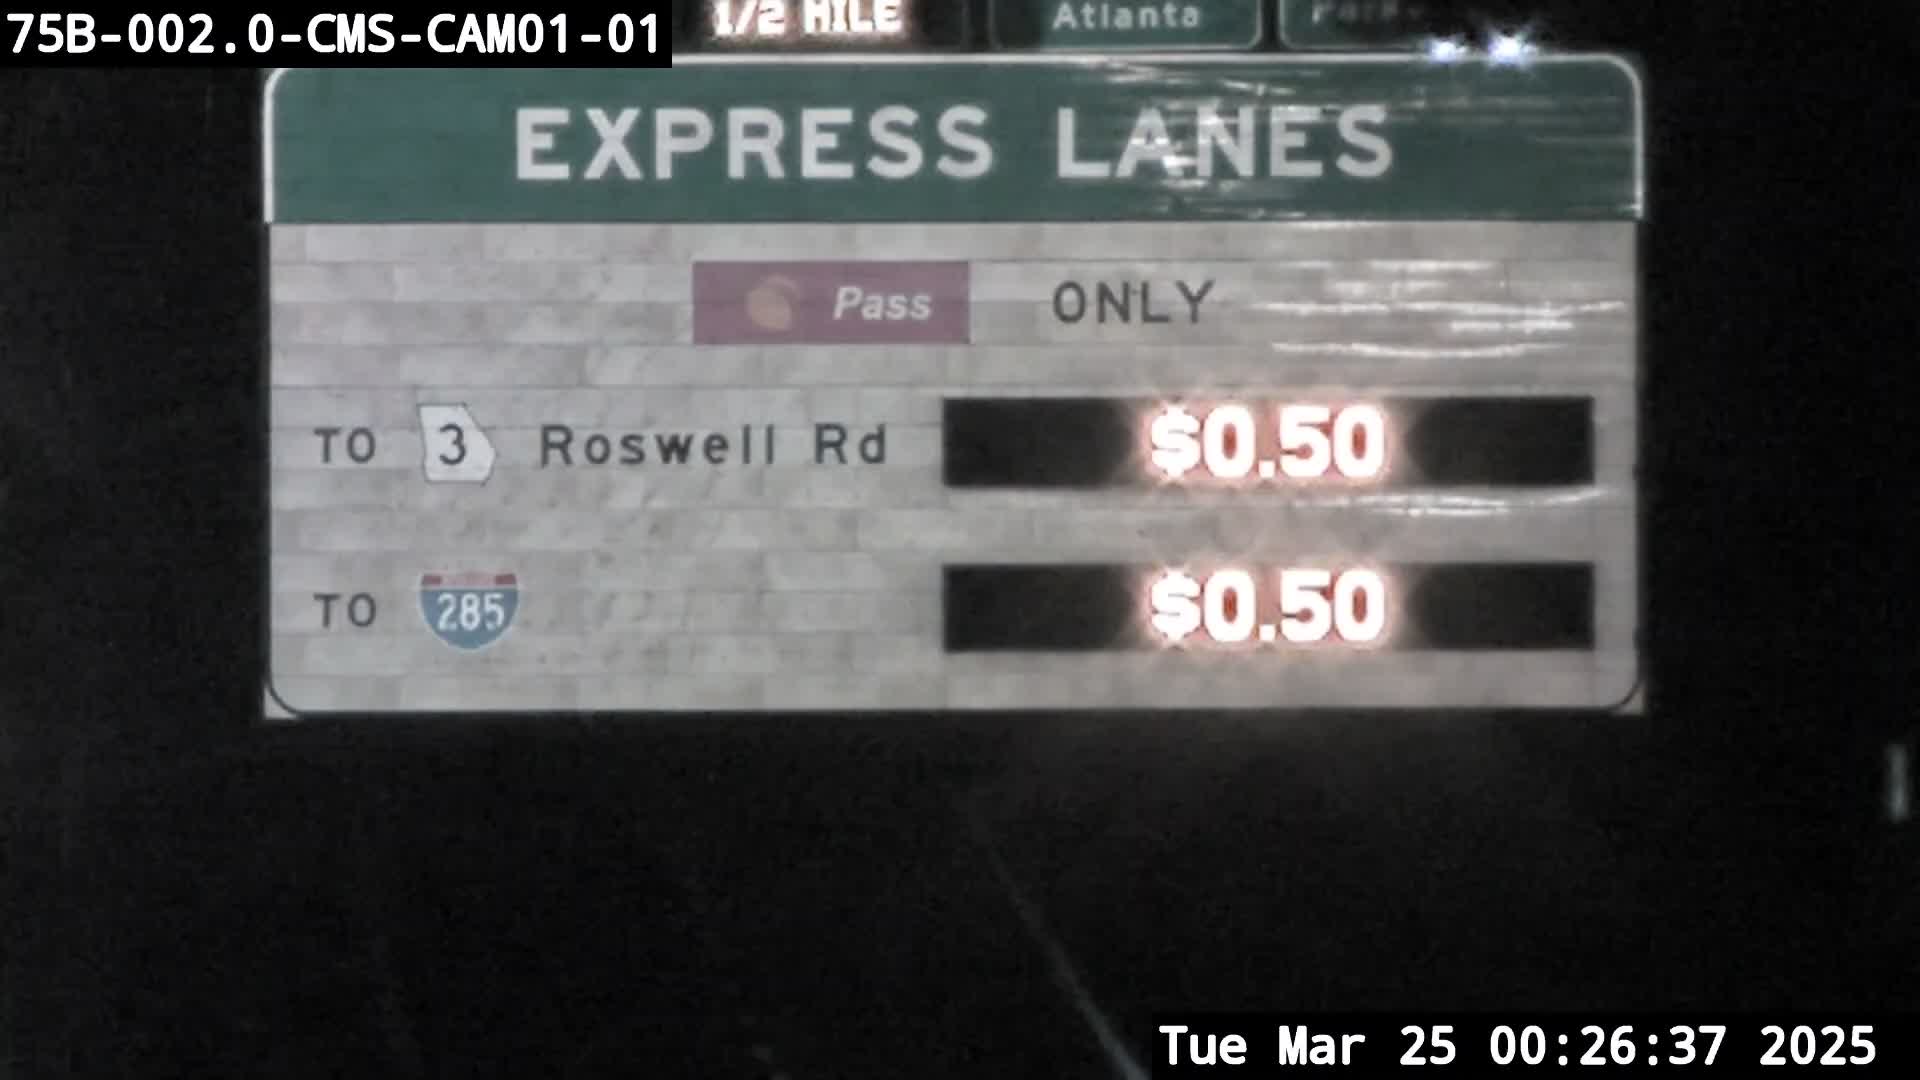 75B-002.0-CMS-CAM01-01
1/2 MILE
Atlanta
EXPRESS LANES
Pass ONLY
TO 3 Roswell Rd $0.50
TO 285 $0.50
Tue Mar 25 00:26:37 2025